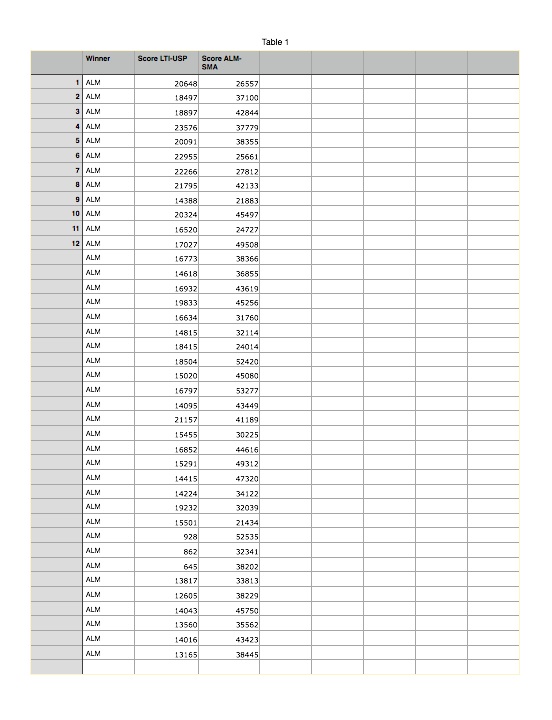 Table 1
Winner Score LTI-USP Score ALM-SMA
1 ALM 20648 26557
2 ALM 18497 37100
3 ALM 18897 42844
4 ALM 23576 37779
5 ALM 20091 38355
6 ALM 22955 25661
7 ALM 22266 27812
8 ALM 21795 42133
9 ALM 14388 21883
10 ALM 20324 45497
11 ALM 16520 24727
12 ALM 17027 49508
ALM 16773 38366
ALM 14618 36855
ALM 16932 43619
ALM 19833 45256
ALM 16634 31760
ALM 14815 32114
ALM 18415 24014
ALM 18504 52420
ALM 15020 45080
ALM 16797 53277
ALM 14095 43449
ALM 21157 41189
ALM 15455 30225
ALM 16852 44616
ALM 15291 49312
ALM 14415 47320
ALM 14224 34122
ALM 19232 32039
ALM 15501 21434
ALM 928 52535
ALM 862 32341
ALM 645 38202
ALM 13817 33813
ALM 12605 38229
ALM 14043 45750
ALM 13560 35562
ALM 14016 43423
ALM 13165 38445